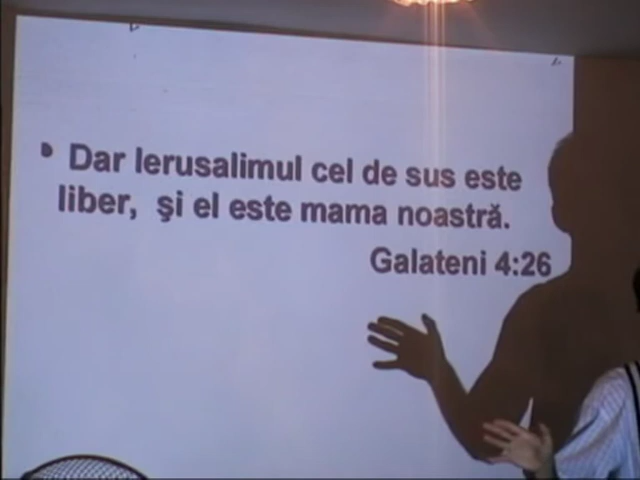 • Dar Ierusalimul cel de sus este
liber, şi el este mama noastră.
Galateni 4:26